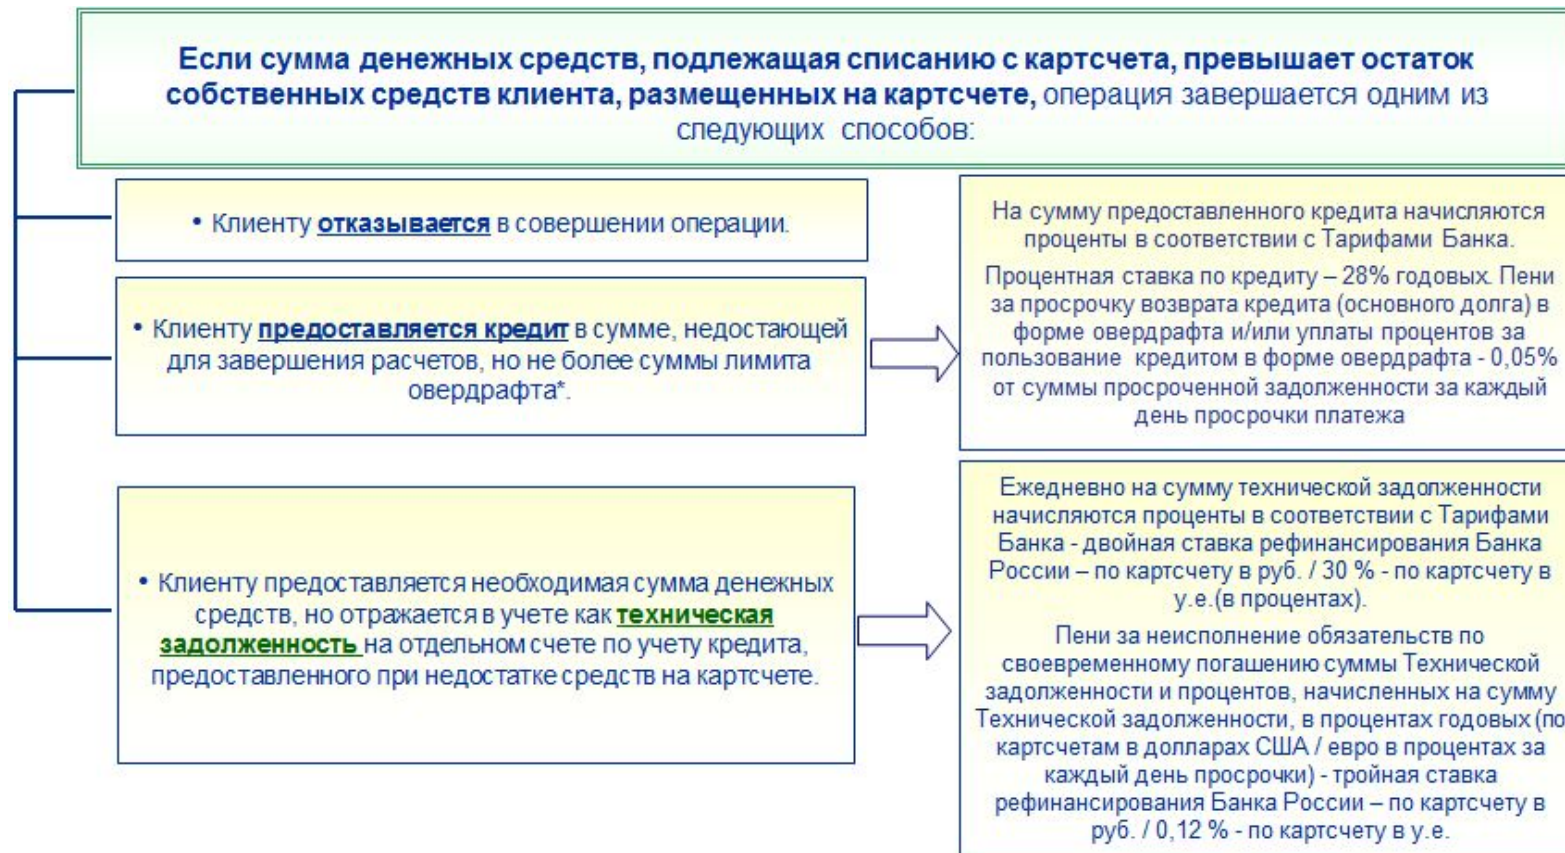 Если сумма денежных средств, подлежащая списанию с картсчета, превышает остаток
собственных средств клиента, размещенных на картсчете, операция завершается одним из
следующих способов:
• Клиенту отказывается в совершении операции.
• Клиенту предоставляется кредит в сумме, недостающей
для завершения расчетов, но не более суммы лимита
овердрафта*.
На сумму предоставленного кредита начисляются
проценты в соответствии с Тарифами Банка.
Процентная ставка по кредиту – 28% годовых. Пени
за просрочку возврата кредита (основного долга) в
форме овердрафта и/или уплаты процентов за
пользование кредитом в форме овердрафта - 0,05%
от суммы просроченной задолженности за каждый
день просрочки платежа
• Клиенту предоставляется необходимая сумма денежных
средств, но отражается в учете как техническая
задолженность на отдельном счете по учету кредита,
предоставленного при недостатке средств на картсчете.
Ежедневно на сумму технической задолженности
начисляются проценты в соответствии с Тарифами
Банка - двойная ставка рефинансирования Банка
России – по картсчету в руб. / 30 % - по картсчету в
у.е.(в процентах).
Пени за неисполнение обязательств по
своевременному погашению суммы Технической
задолженности и процентов, начисленных на сумму
Технической задолженности, в процентах годовых (по
картсчетам в долларах США / евро в процентах за
каждый день просрочки) - тройная ставка
рефинансирования Банка России – по картсчету в
руб. / 0,12 % - по картсчету в у.е.